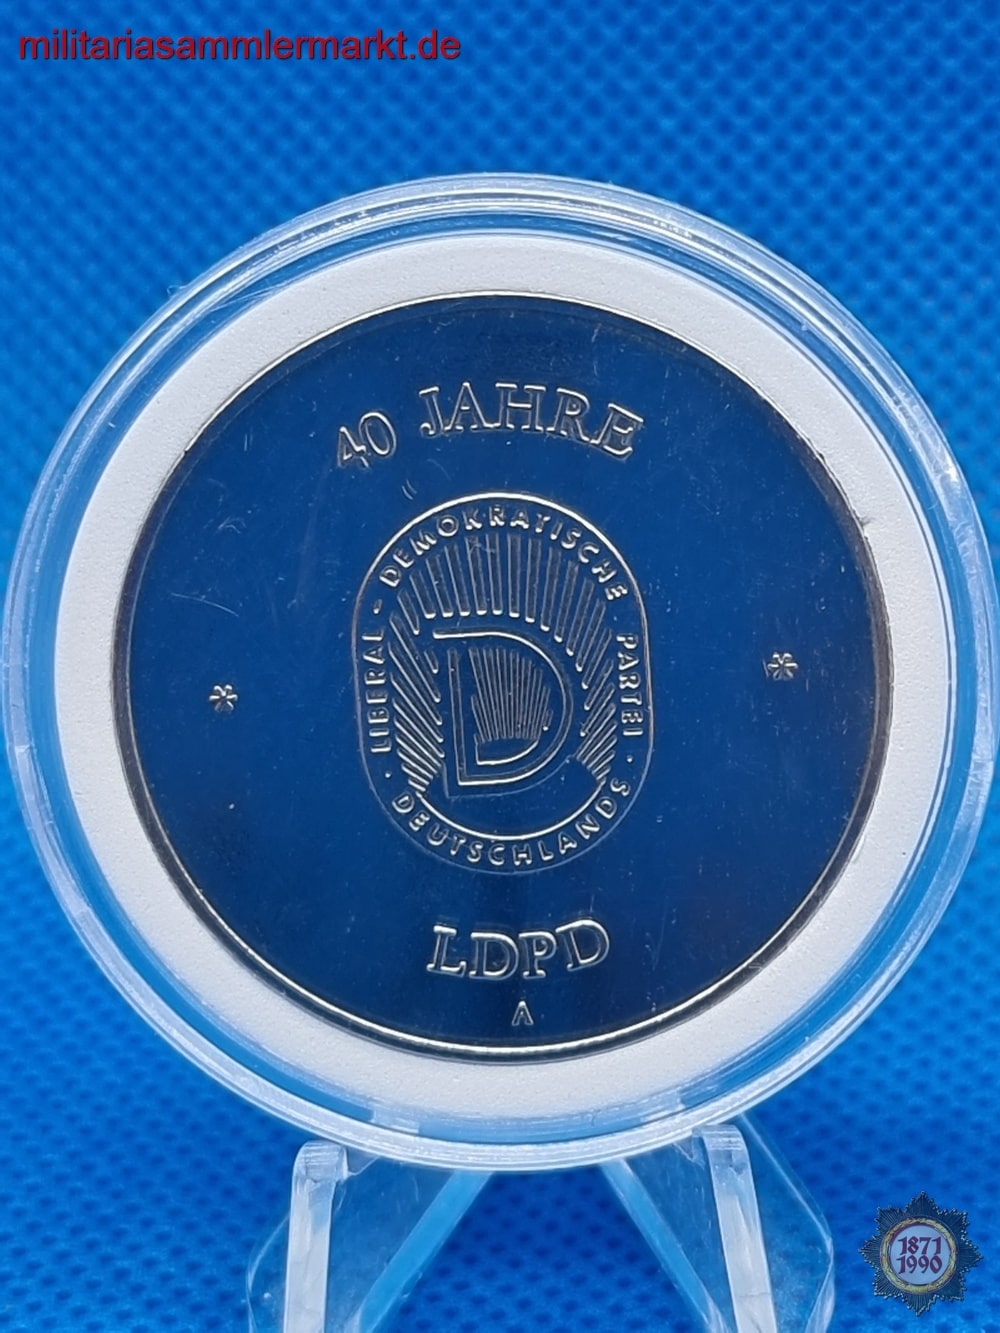 militariasammlermarkt.de
40 JAHRE
LIBERAL - DEMOKRATISCHE PARTEI
· DEUTSCHLANDS ·
D
LDPD
A
1871
1990